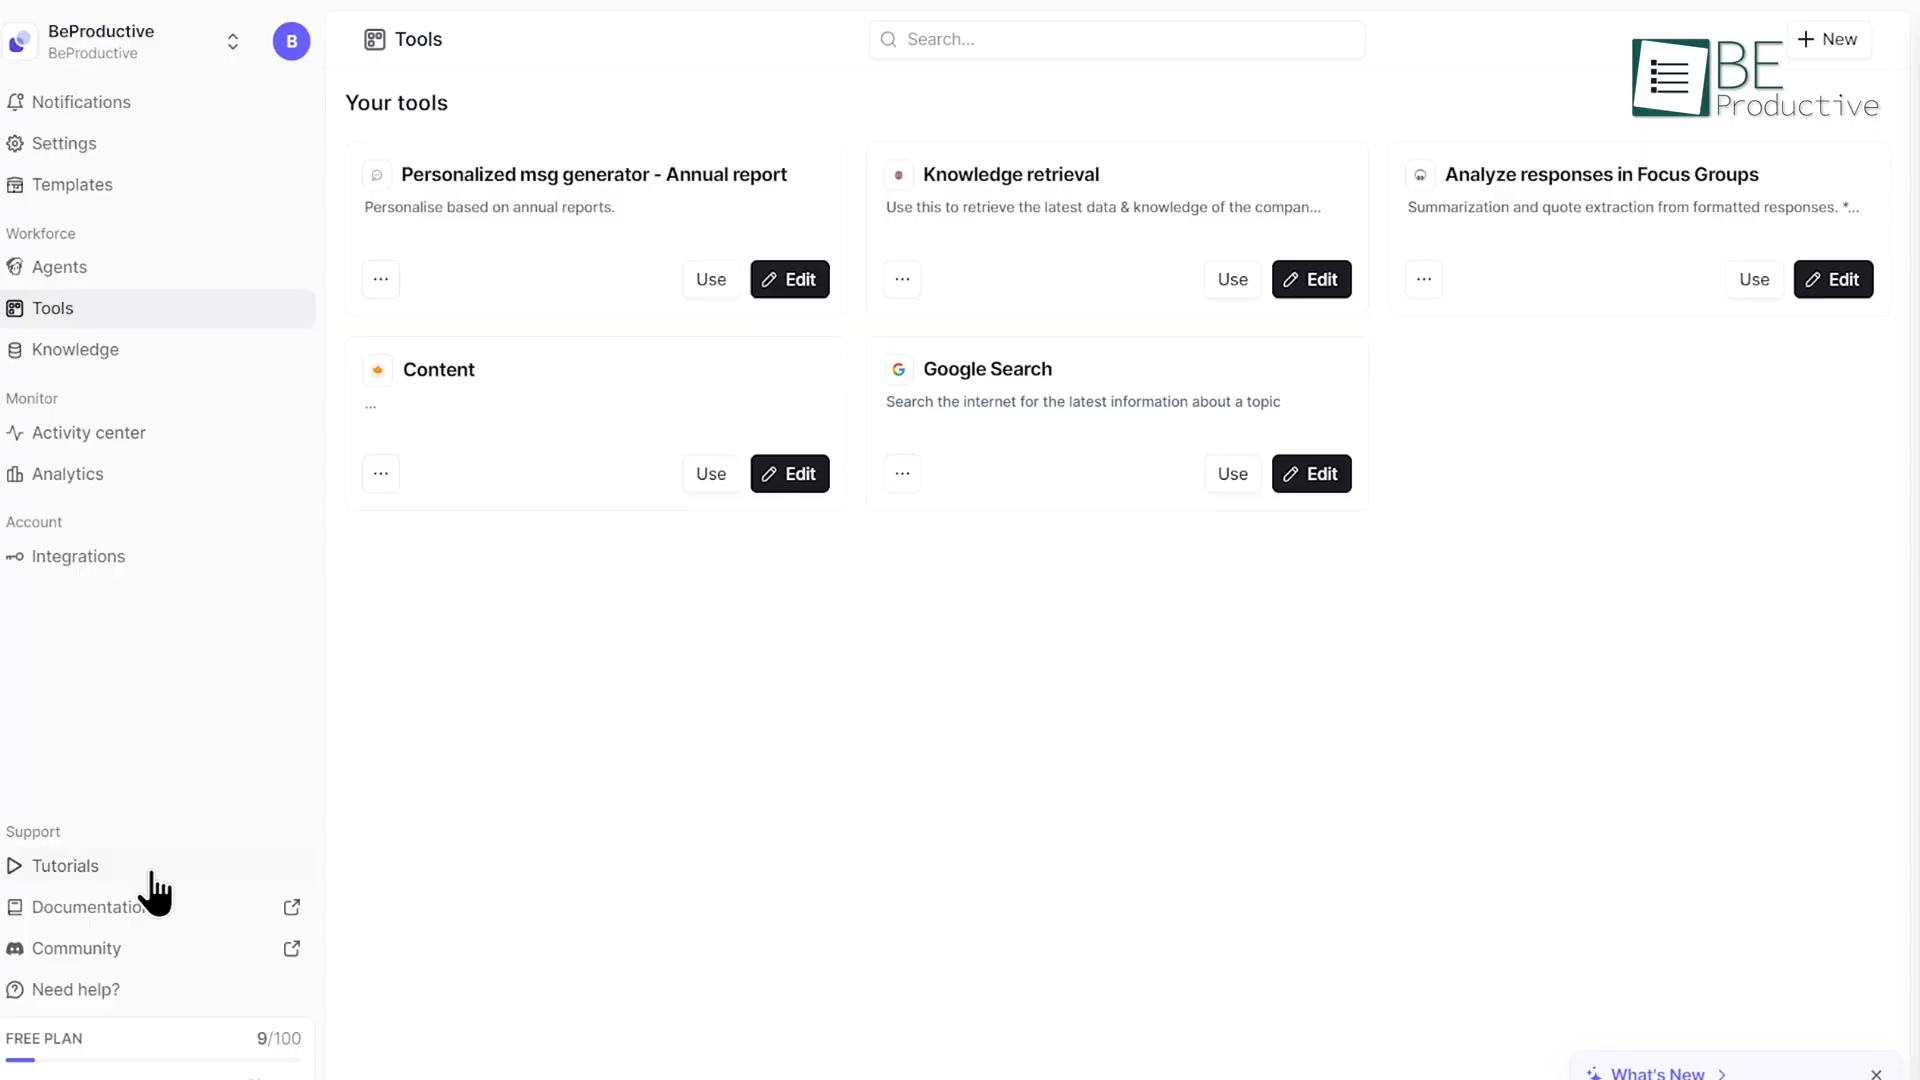 BeProductive
BeProductive
B
Notifications
Settings
Templates
Workforce
Agents
Tools
Knowledge
Monitor
Activity center
Analytics
Account
Integrations
Support
Tutorials
Community
Need help?
FREE PLAN 9/100
Tools
Search...
New
BE
Productive
Your tools
Personalized msg generator - Annual report
Personalise based on annual reports.
... Use Edit
Knowledge retrieval
Use this to retrieve the latest data & knowledge of the compan...
... Use Edit
Analyze responses in Focus Groups
Summarization and quote extraction from formatted responses. *...
... Use Edit
Content
...
... Use Edit
Google Search
Search the internet for the latest information about a topic
... Use Edit
What's New